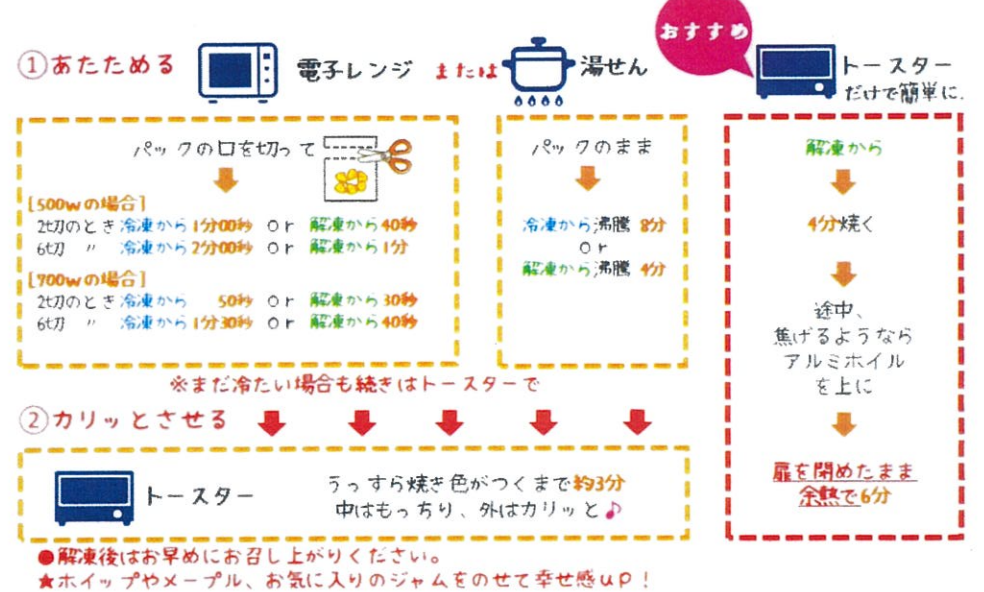 ①あたためる
電子レンジ
または
湯せん
おすすめ
トースター
だけで簡単に.
パックの口を切って
[500wの場合]
2切のとき 冷凍から 1分00秒 Or 解凍から 40秒
6切 〃 冷凍から 2分00秒 Or 解凍から 1分
[700wの場合]
2切のとき 冷凍から 50秒 Or 解凍から 30秒
6切 〃 冷凍から 1分30秒 Or 解凍から 40秒
パックのまま
冷凍から沸騰 8分
Or
解凍から沸騰 4分
※まだ冷たい場合も続きはトースターで
②カリッとさせる
トースター
うっすら焼き色がつくまで約3分
中はもっちり、外はカリッと♪
解凍から
4分焼く
途中、
焦げるようなら
アルミホイル
を上に
扉を閉めたまま
余熱で6分
●解凍後はお早めにお召し上がりください。
★ホイップやメープル、お気に入りのジャムをのせて幸せ感up!